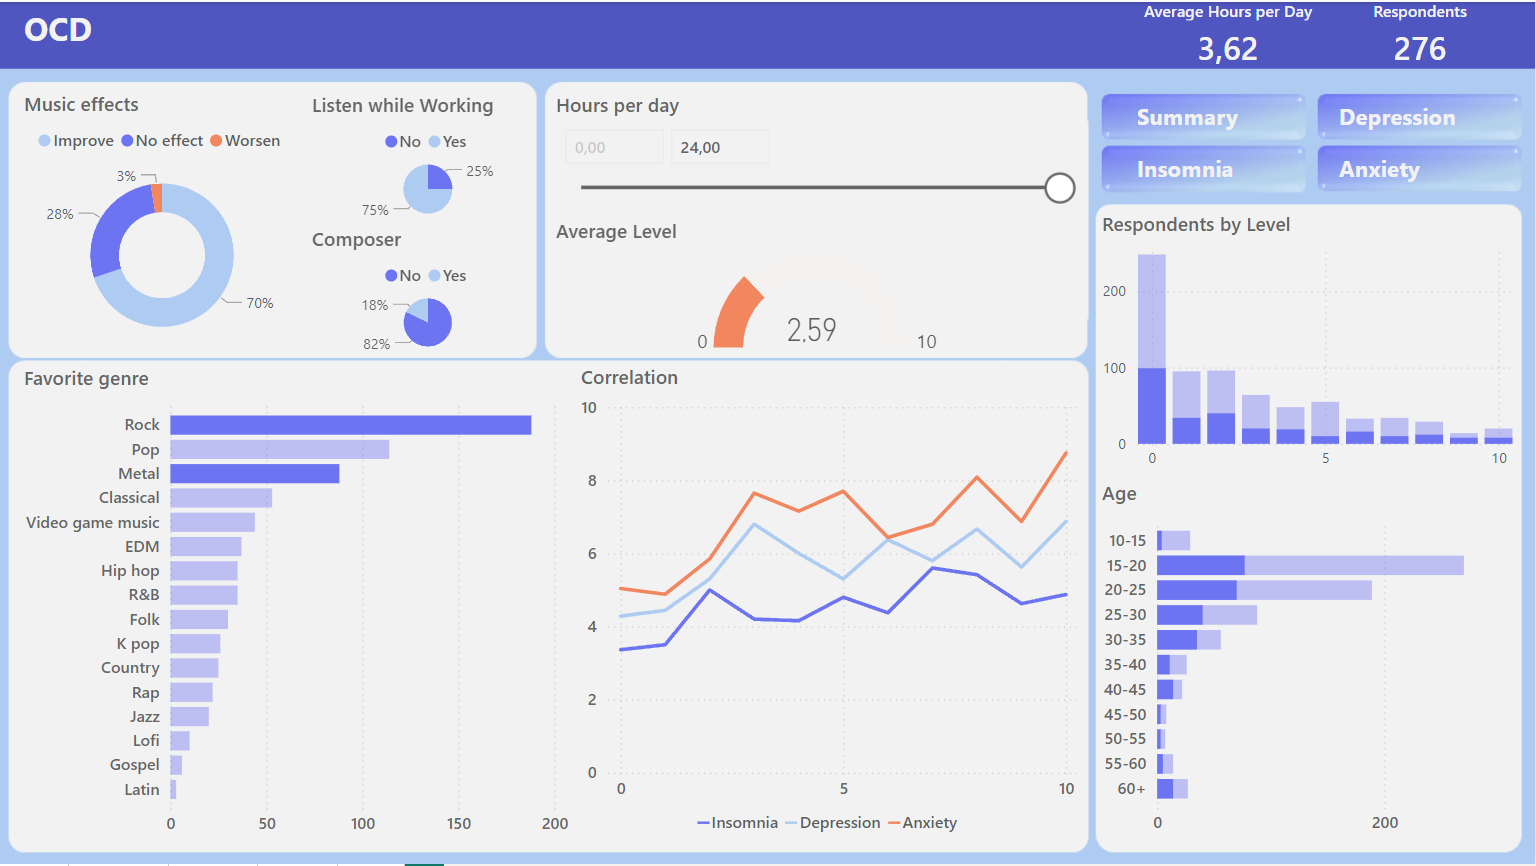 OCD
Average Hours per Day
3,62
Respondents
276
Music effects
Improve No effect Worsen
3%
28%
70%
Listen while Working
No Yes
25%
75%
Composer
No Yes
18%
82%
Hours per day
0,00
24,00
Average Level
0
2,59
10
Summary
Depression
Insomnia
Anxiety
Favorite genre
Rock
Pop
Metal
Classical
Video game music
EDM
Hip hop
R&B
Folk
K pop
Country
Rap
Jazz
Lofi
Gospel
Latin
0 50 100 150 200
Correlation
10
8
6
4
2
0
0 5 10
Insomnia Depression Anxiety
Respondents by Level
200
100
0
0 5 10
Age
10-15
15-20
20-25
25-30
30-35
35-40
40-45
45-50
50-55
55-60
60+
0 200